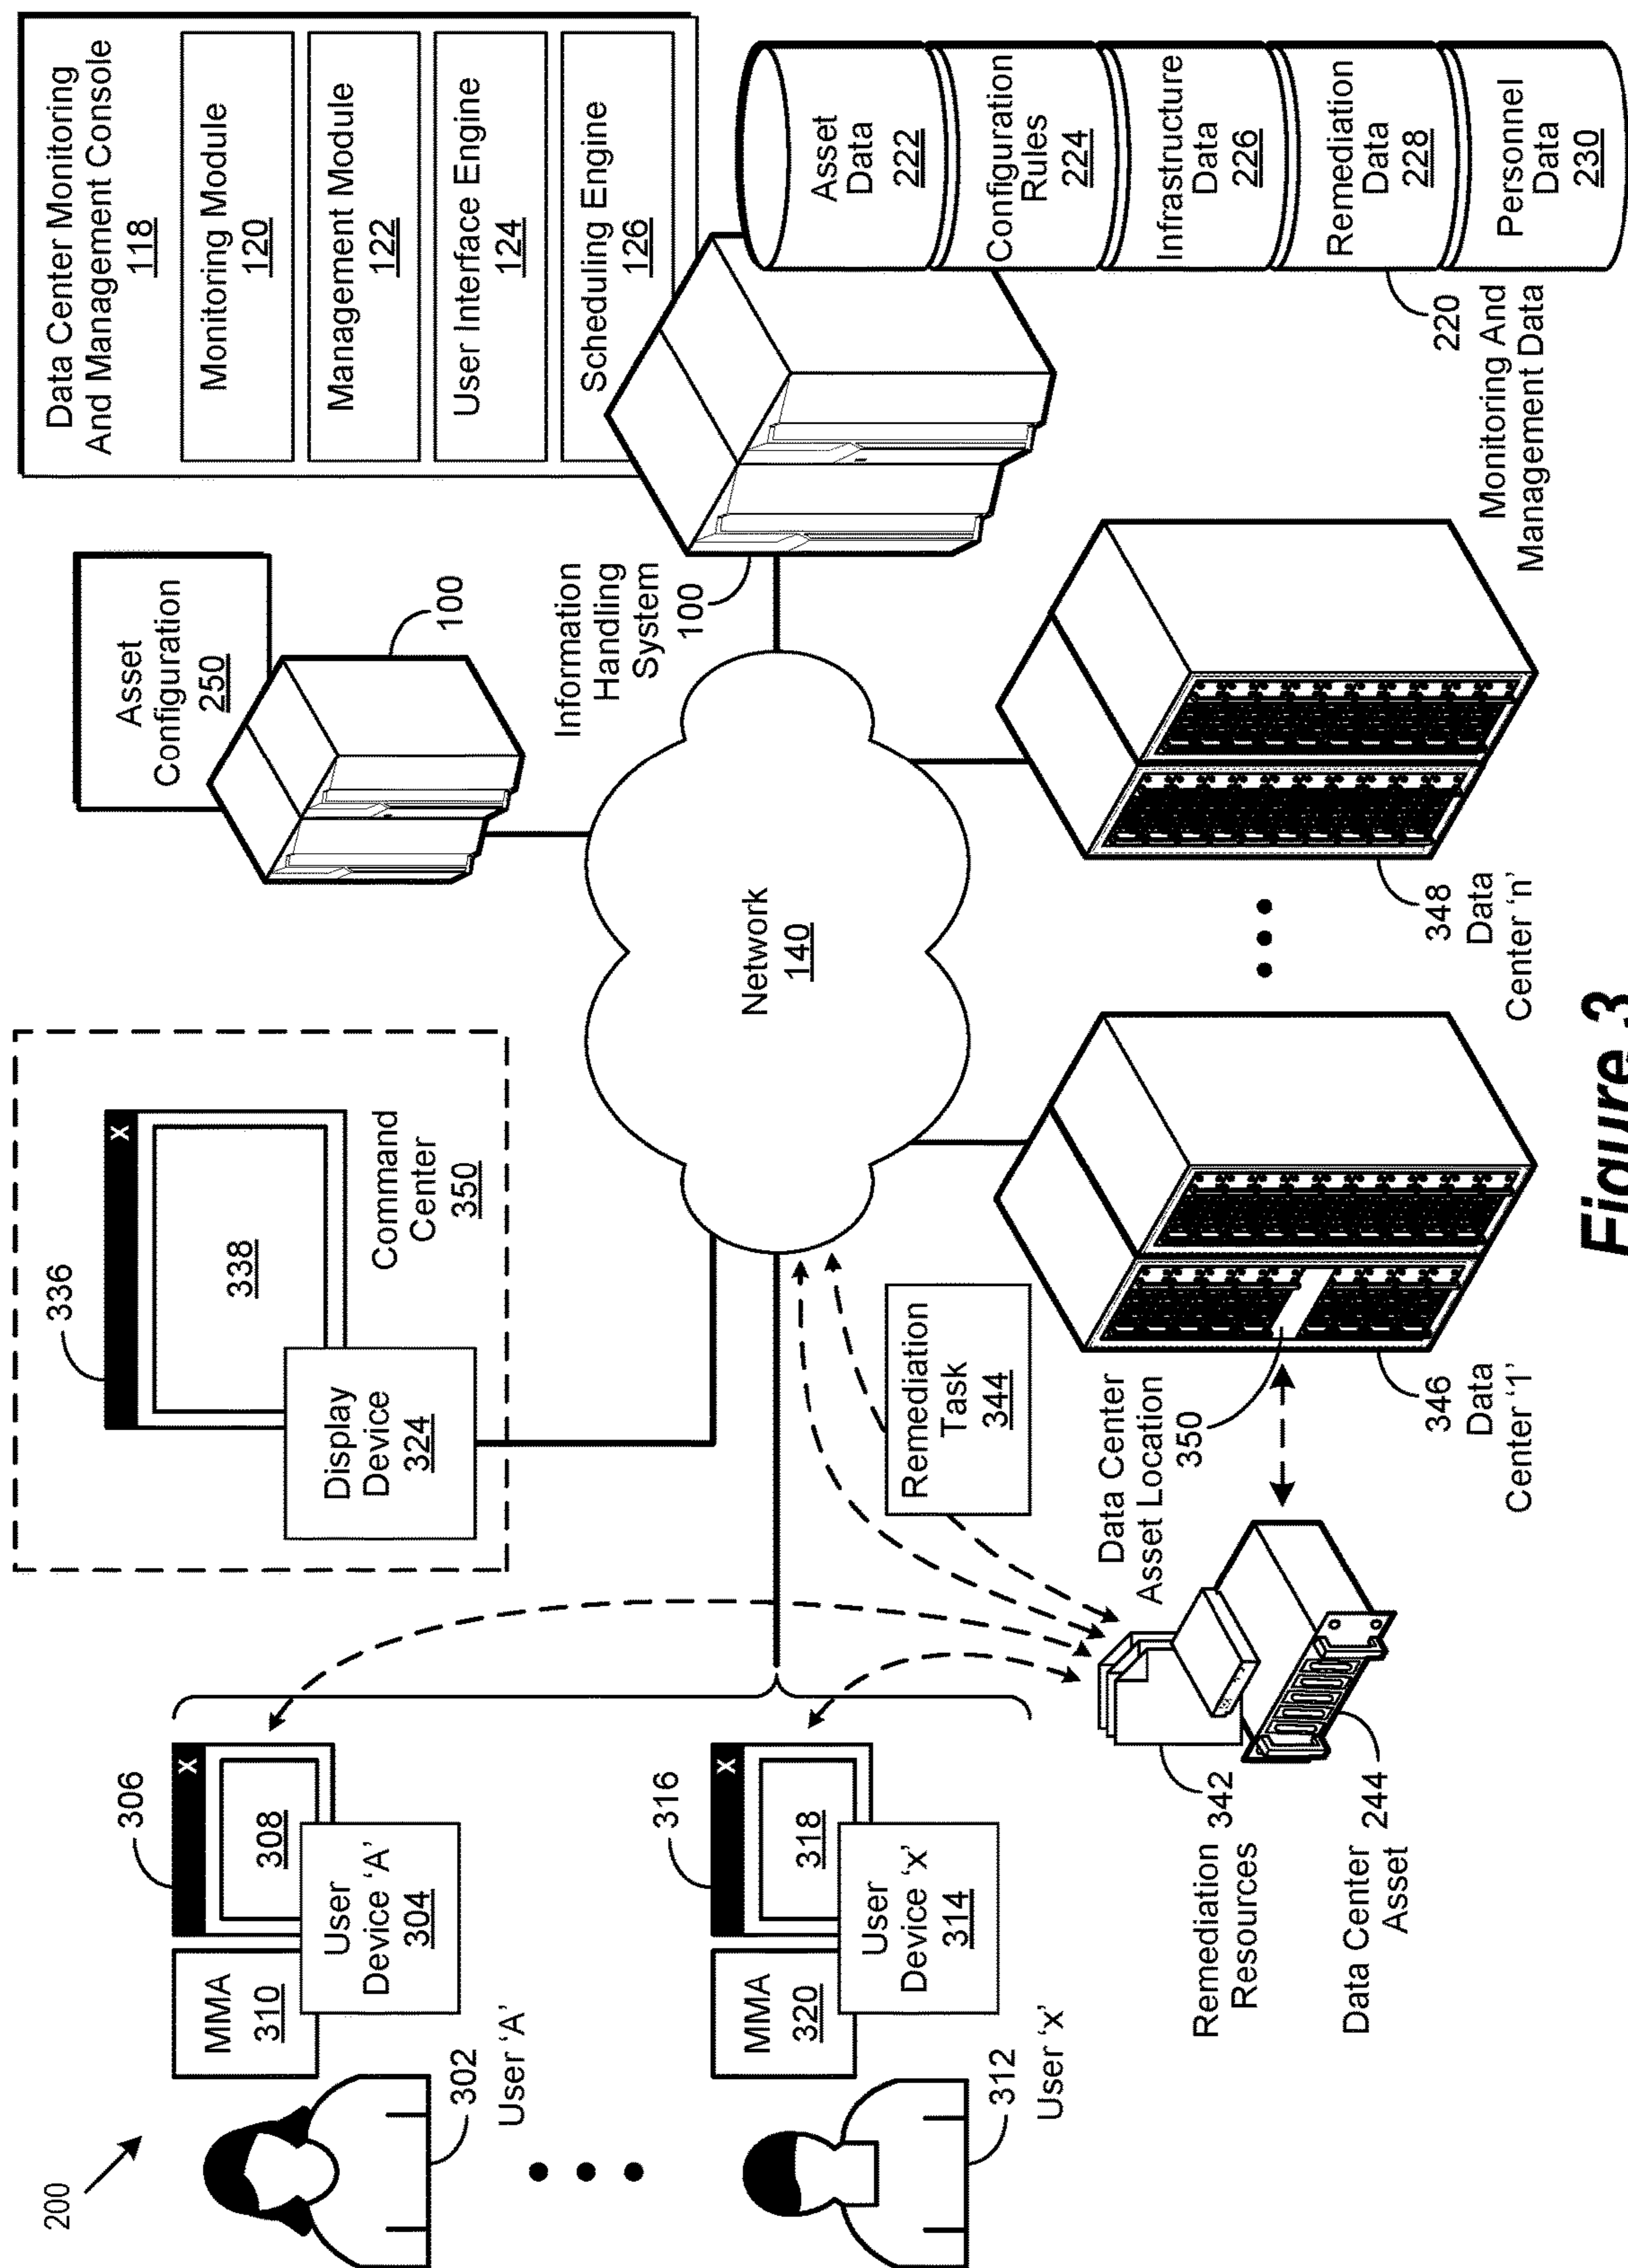 200
302
User ‘A’
MMA
310
306
X
308
User
Device ‘A’
304
312
User ‘x’
MMA
320
316
X
318
User
Device ‘x’
314
336
X
338
Display
Device
324
Command
Center
350
Asset
Configuration
250
100
Data Center Monitoring
And Management Console
118
Monitoring Module
120
Management Module
122
User Interface Engine
124
Scheduling Engine
126
Information
Handling
System
100
Network
140
Asset
Data
222
Configuration
Rules
224
Infrastructure
Data
226
Remediation
Data
228
Personnel
Data
230
220
Monitoring And
Management Data
Remediation
Task
344
Data Center
Asset Location
350
Remediation
Resources
342
Data Center
Asset
244
346
Data
Center ‘1’
348
Data
Center ‘n’
Figure 3